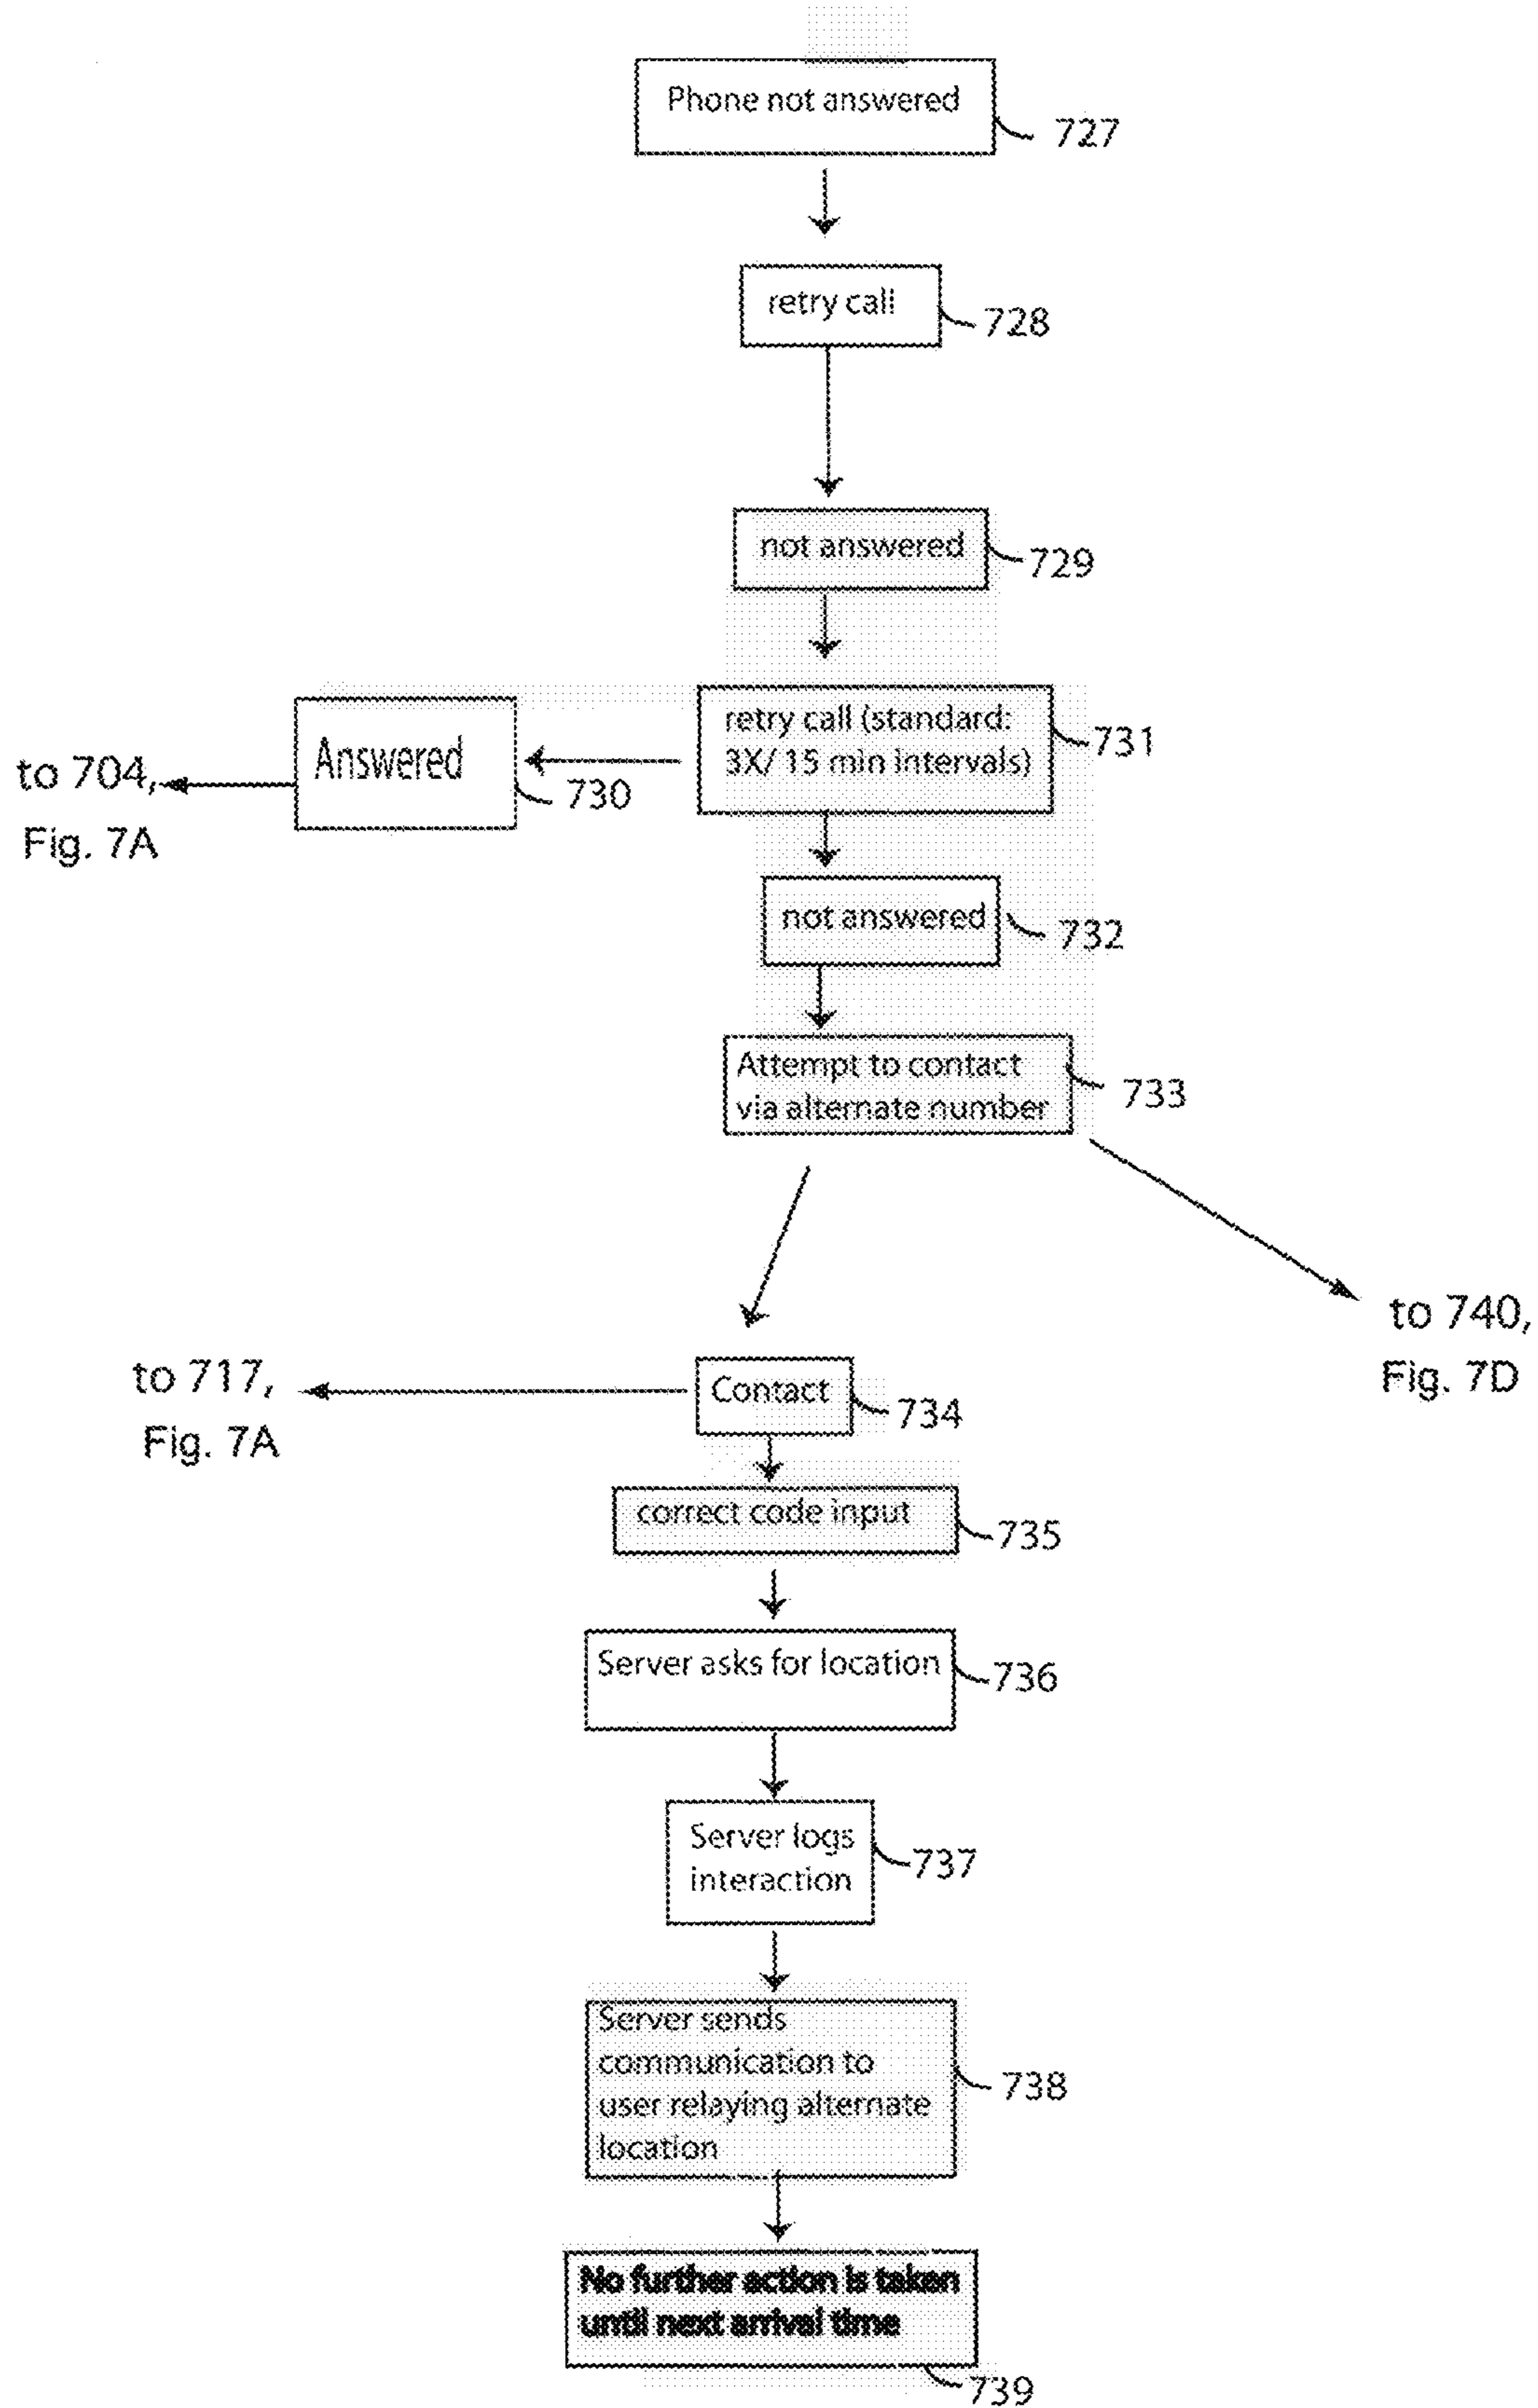 Phone not answered
727
retry call
728
not answered
729
retry call (standard:
3X/ 15 min intervals)
731
Answered
730
to 704,
Fig. 7A
not answered
732
Attempt to contact
via alternate number
733
to 740,
Fig. 7D
Contact
734
to 717,
Fig. 7A
correct code input
735
Server asks for location
736
Server logs
interaction
737
Server sends
communication to
user relaying alternate
location
738
No further action is taken
until next arrival time
739